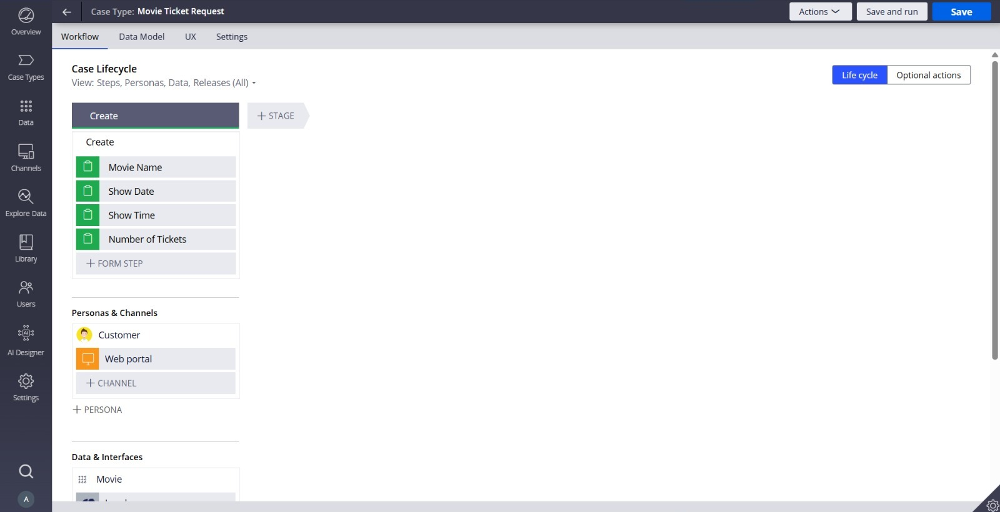 Overview
Case Types
Data
Channels
Explore Data
Library
Users
AI
AI Designer
Settings
A
Case Type: Movie Ticket Request
Actions
Save and run
Save
Workflow
Data Model
UX
Settings
Case Lifecycle
View: Steps, Personas, Data, Releases (All)
Life cycle
Optional actions
Create
+ STAGE
Create
Movie Name
Show Date
Show Time
Number of Tickets
+ FORM STEP
Personas & Channels
Customer
Web portal
+ CHANNEL
+ PERSONA
Data & Interfaces
Movie